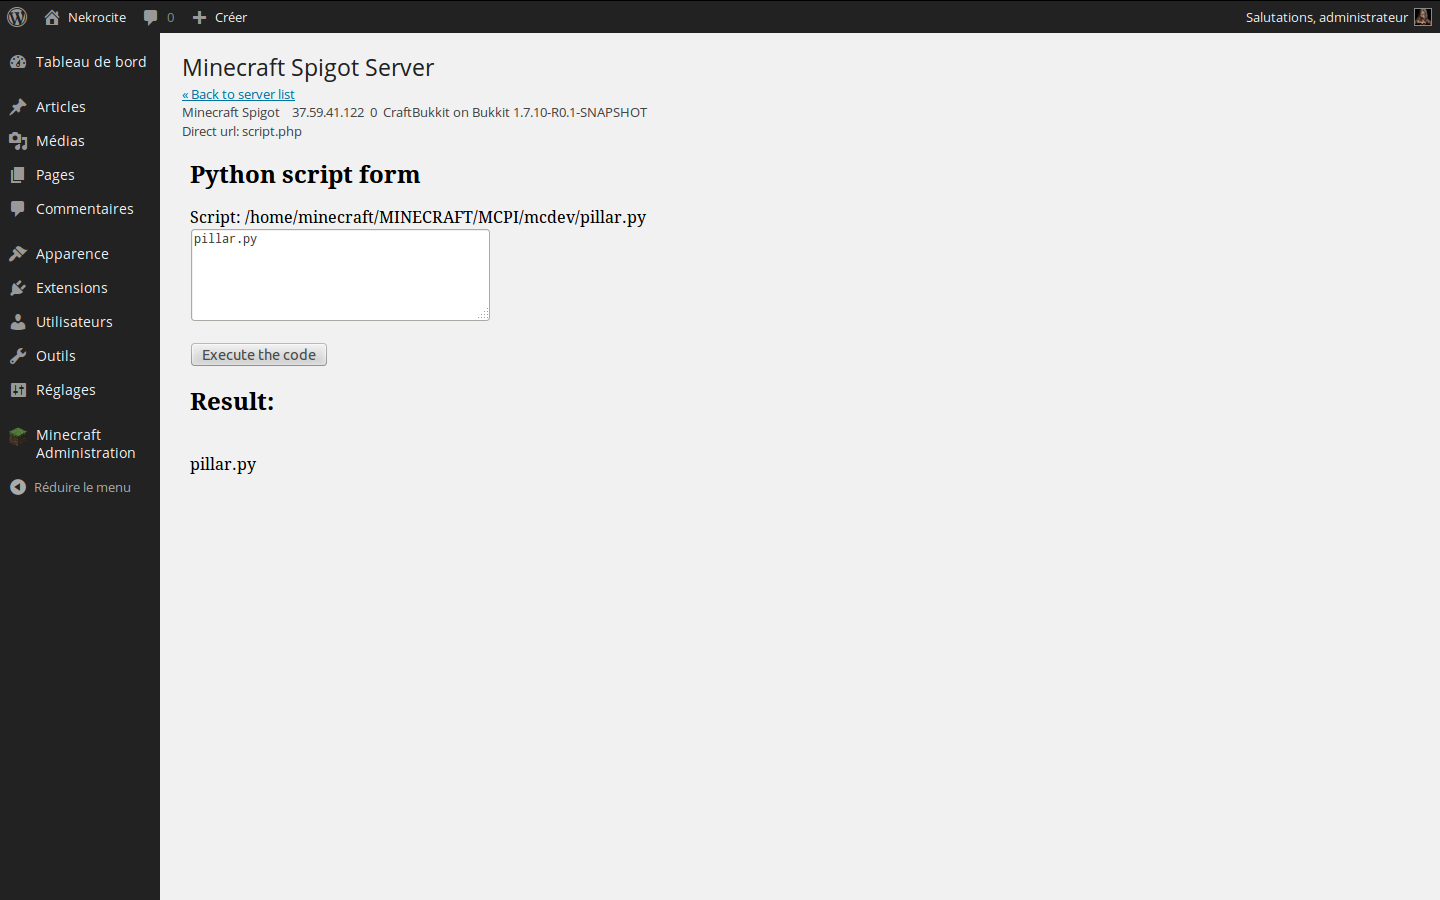 Nekrocite 0 Créer Salutations, administrateur
Tableau de bord
Articles
Médias
Pages
Commentaires
Apparence
Extensions
Utilisateurs
Outils
Réglages
Minecraft
Administration
Réduire le menu
Minecraft Spigot Server
« Back to server list
Minecraft Spigot 37.59.41.122 0 CraftBukkit on Bukkit 1.7.10-R0.1-SNAPSHOT
Direct url: script.php
Python script form
Script: /home/minecraft/MINECRAFT/MCPI/mcdev/pillar.py
pillar.py
Execute the code
Result:
pillar.py